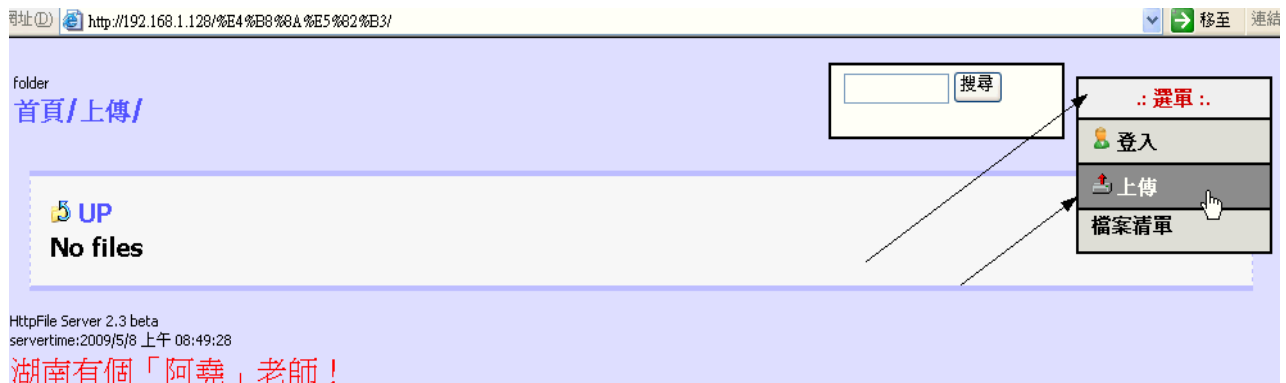 網址(D) http://192.168.1.128/%E4%B8%8A%E5%82%B3/ 移至 連結
folder
首頁/上傳/
搜尋
.: 選單 :.
登入
上傳
檔案清單
UP
No files
HttpFile Server 2.3 beta
servertime:2009/5/8 上午 08:49:28
湖南有個「阿堯」老師！